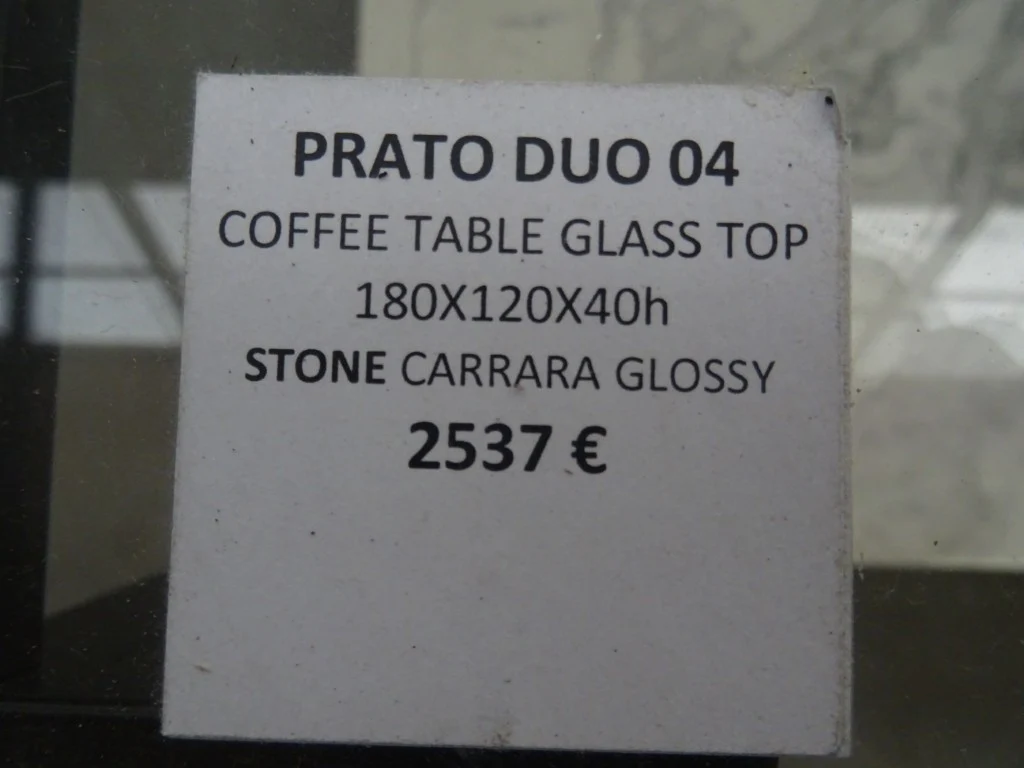 PRATO DUO 04
COFFEE TABLE GLASS TOP
180X120X40h
STONE CARRARA GLOSSY
2537 €